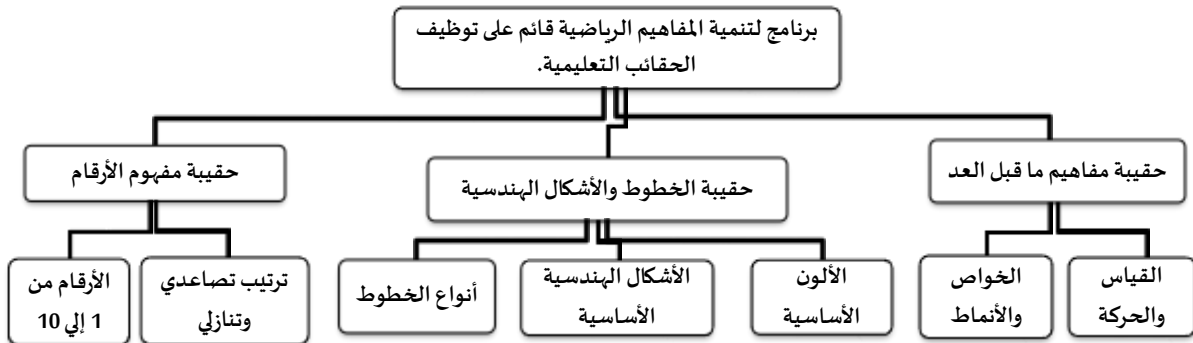 برنامج لتنمية المفاهيم الرياضية قائم على توظيف
الحقائب التعليمية.
حقيبة مفاهيم ما قبل العد
حقيبة الخطوط والأشكال الهندسية
حقيبة مفهوم الأرقام
القياس
والحركة
الخواص
والأنماط
الألون
الأساسية
الأشكال الهندسية
الأساسية
أنواع الخطوط
ترتيب تصاعدي
وتنازلي
الأرقام من
1 إلي 10